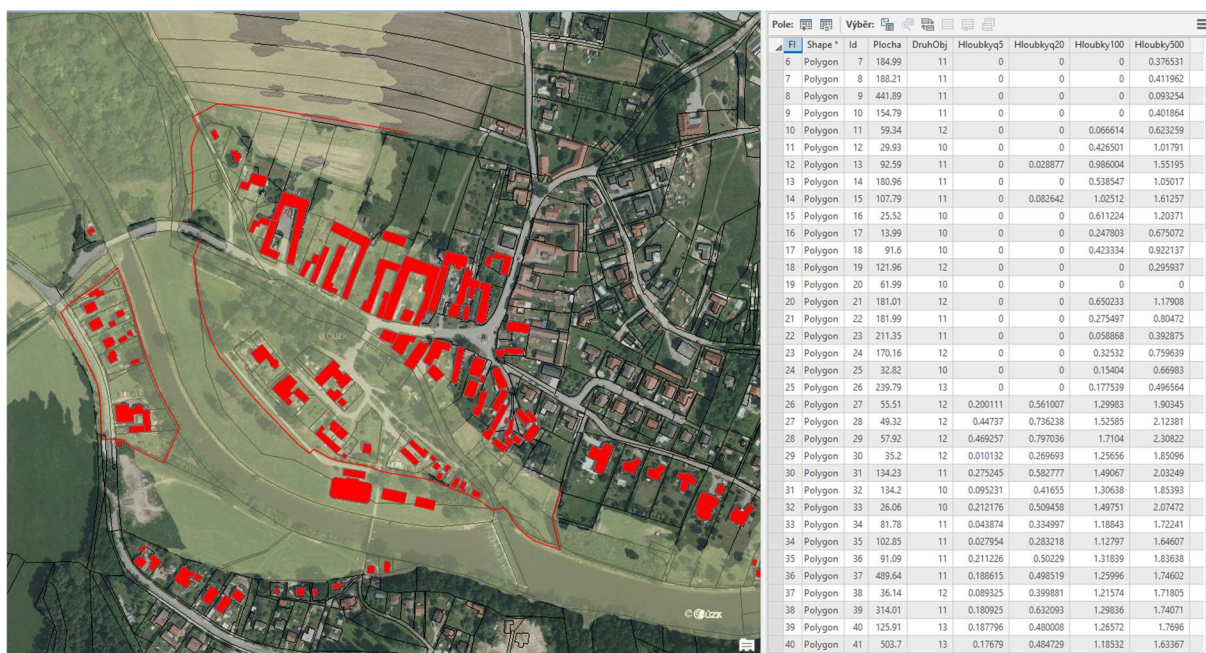 Pole: Výběr:
FI Shape * Id Plocha DruhObj Hloubkyq5 Hloubkyq20 Hloubky100 Hloubky500
6 Polygon 7 184.99 11 0 0 0 0.376531
7 Polygon 8 188.21 11 0 0 0 0.411962
8 Polygon 9 441.89 11 0 0 0 0.093254
9 Polygon 10 154.79 11 0 0 0 0.401864
10 Polygon 11 59.34 12 0 0 0.066614 0.623259
11 Polygon 12 29.93 10 0 0 0.426501 1.01791
12 Polygon 13 92.59 11 0 0.028877 0.986004 1.55195
13 Polygon 14 180.96 11 0 0 0.538547 1.05017
14 Polygon 15 107.79 11 0 0.082642 1.02512 1.61257
15 Polygon 16 25.52 10 0 0 0.611224 1.20371
16 Polygon 17 13.99 10 0 0 0.247803 0.675072
17 Polygon 18 91.6 10 0 0 0.423334 0.922137
18 Polygon 19 121.96 12 0 0 0 0.295937
19 Polygon 20 61.99 10 0 0 0 0
20 Polygon 21 181.01 12 0 0 0.650233 1.17908
21 Polygon 22 181.99 11 0 0 0.275497 0.80472
22 Polygon 23 211.35 11 0 0 0.058868 0.392875
23 Polygon 24 170.16 12 0 0 0.32532 0.759639
24 Polygon 25 32.82 10 0 0 0.15404 0.66983
25 Polygon 26 239.79 13 0 0 0.177539 0.496564
26 Polygon 27 55.51 12 0.200111 0.561007 1.29983 1.90345
27 Polygon 28 49.32 12 0.44737 0.736238 1.52585 2.12381
28 Polygon 29 57.92 12 0.469257 0.797036 1.7104 2.30822
29 Polygon 30 35.2 12 0.010132 0.269693 1.25656 1.85096
30 Polygon 31 134.23 11 0.275245 0.582777 1.49067 2.03249
31 Polygon 32 134.2 10 0.095231 0.41655 1.30638 1.85393
32 Polygon 33 26.06 10 0.212176 0.509458 1.49751 2.07472
33 Polygon 34 81.78 11 0.043874 0.334997 1.18843 1.72241
34 Polygon 35 102.85 11 0.027954 0.283218 1.12797 1.64607
35 Polygon 36 91.09 11 0.211226 0.50229 1.31839 1.83638
36 Polygon 37 489.64 11 0.188615 0.498519 1.25996 1.74602
37 Polygon 38 36.14 12 0.089325 0.399881 1.21574 1.71805
38 Polygon 39 314.01 11 0.180925 0.632093 1.29836 1.74071
39 Polygon 40 125.91 13 0.187796 0.480008 1.26572 1.7696
40 Polygon 41 503.7 13 0.17679 0.484729 1.18532 1.63367
© ČÚZK
© ČÚZK